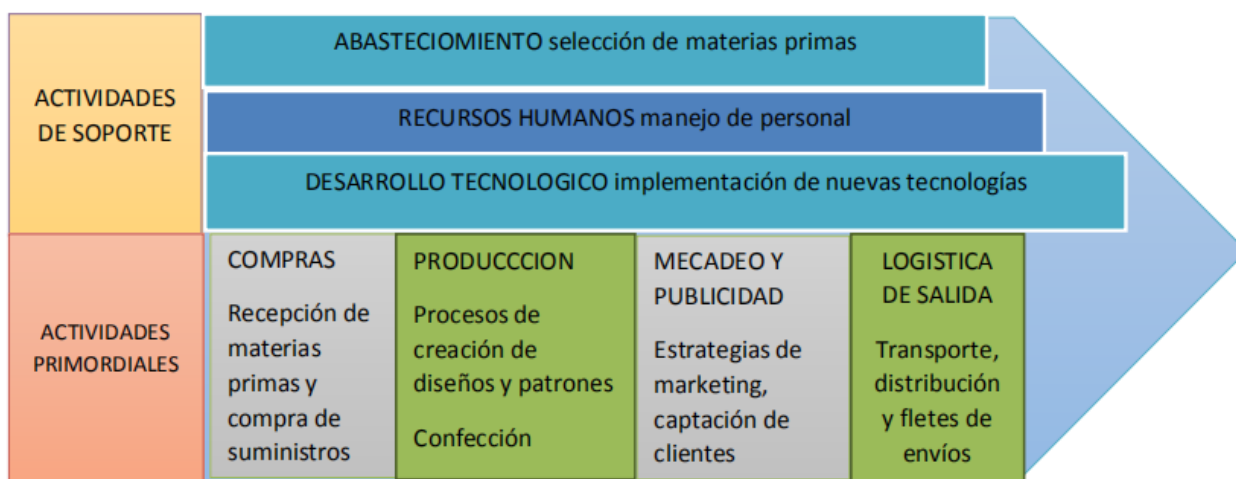 ACTIVIDADES
DE SOPORTE
ABASTECIOMIENTO selección de materias primas
RECURSOS HUMANOS manejo de personal
DESARROLLO TECNOLOGICO implementación de nuevas tecnologías
ACTIVIDADES
PRIMORDIALES
COMPRAS
Recepción de
materias
primas y
compra de
suministros
PRODUCCCION
Procesos de
creación de
diseños y patrones
Confección
MECADEO Y
PUBLICIDAD
Estrategias de
marketing,
captación de
clientes
LOGISTICA
DE SALIDA
Transporte,
distribución
y fletes de
envíos